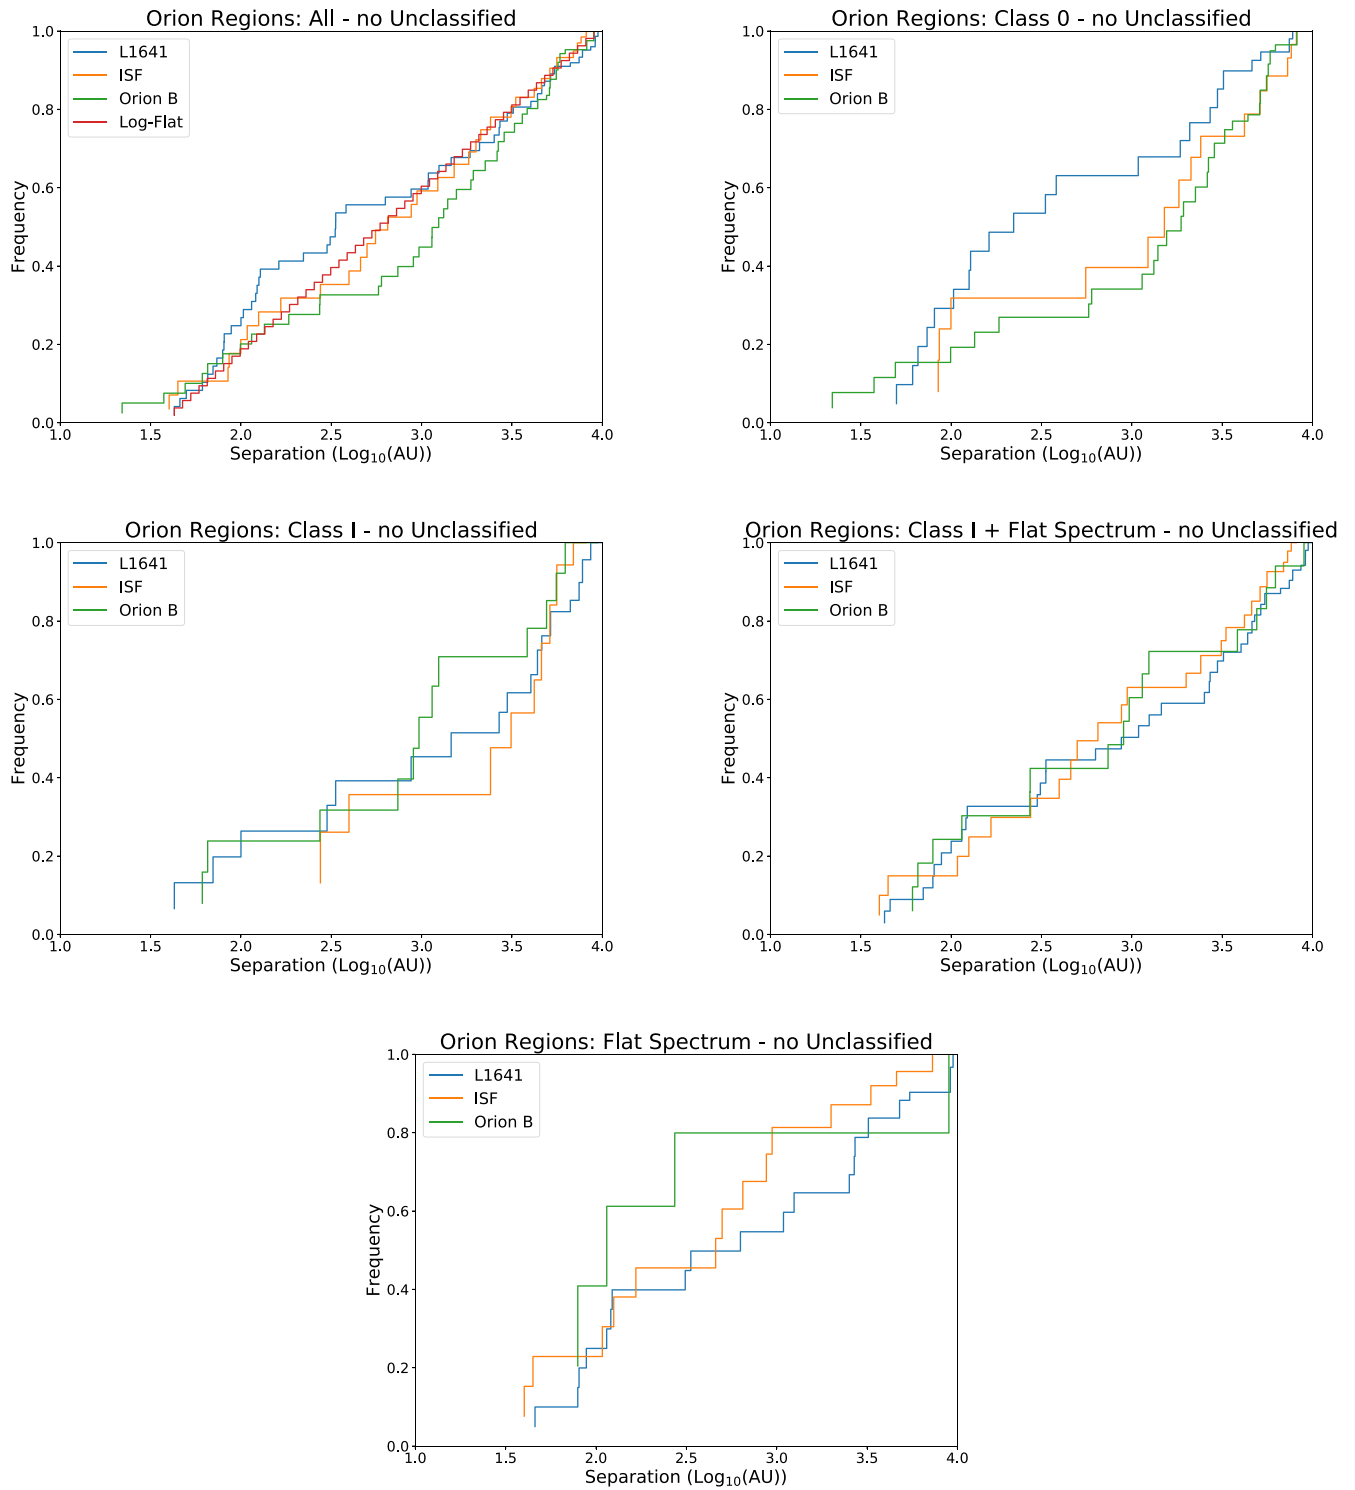 Orion Regions: All - no Unclassified
L1641
ISF
Orion B
Log-Flat
Frequency
0.0
0.2
0.4
0.6
0.8
1.0
1.0
1.5
2.0
2.5
3.0
3.5
4.0
Separation (Log₁₀(AU))
Orion Regions: Class 0 - no Unclassified
L1641
ISF
Orion B
Frequency
0.0
0.2
0.4
0.6
0.8
1.0
1.0
1.5
2.0
2.5
3.0
3.5
4.0
Separation (Log₁₀(AU))
Orion Regions: Class I - no Unclassified
L1641
ISF
Orion B
Frequency
0.0
0.2
0.4
0.6
0.8
1.0
1.0
1.5
2.0
2.5
3.0
3.5
4.0
Separation (Log₁₀(AU))
Orion Regions: Class I + Flat Spectrum - no Unclassified
L1641
ISF
Orion B
Frequency
0.0
0.2
0.4
0.6
0.8
1.0
1.0
1.5
2.0
2.5
3.0
3.5
4.0
Separation (Log₁₀(AU))
Orion Regions: Flat Spectrum - no Unclassified
L1641
ISF
Orion B
Frequency
0.0
0.2
0.4
0.6
0.8
1.0
1.0
1.5
2.0
2.5
3.0
3.5
4.0
Separation (Log₁₀(AU))